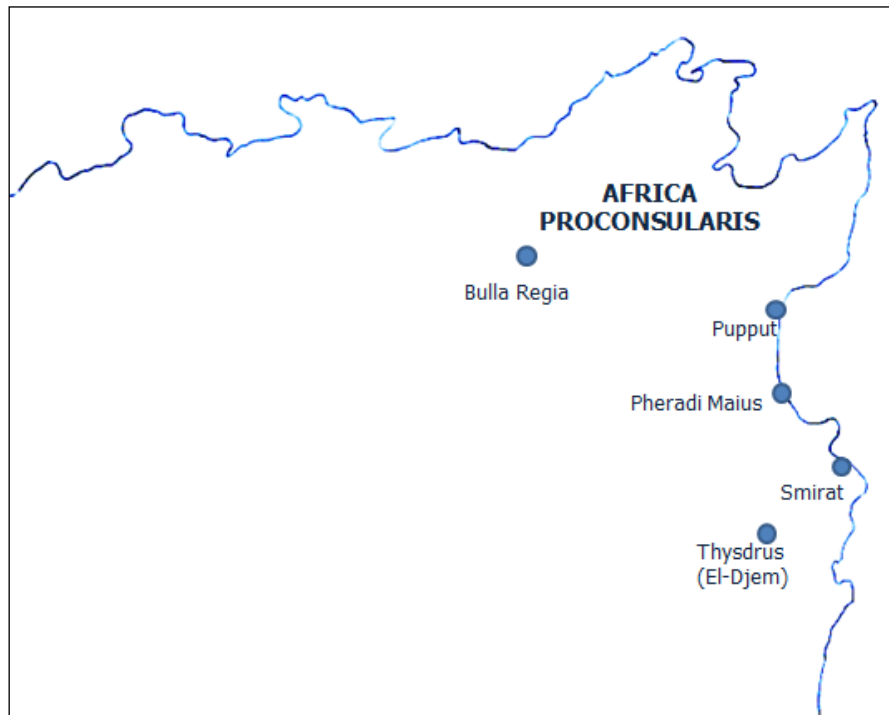 AFRICA
PROCONSULARIS
Bulla Regia
Pupput
Pheradi Maius
Smirat
Thysdrus
(El-Djem)